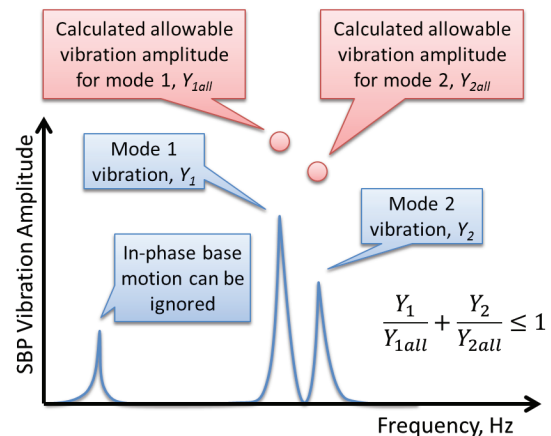 Calculated allowable
vibration amplitude
for mode 1, Y1all
Calculated allowable
vibration amplitude
for mode 2, Y2all
Mode 1
vibration, Y1
Mode 2
vibration, Y2
In-phase base
motion can be
ignored
Y1/Y1all + Y2/Y2all ≤ 1
SBP Vibration Amplitude
Frequency, Hz